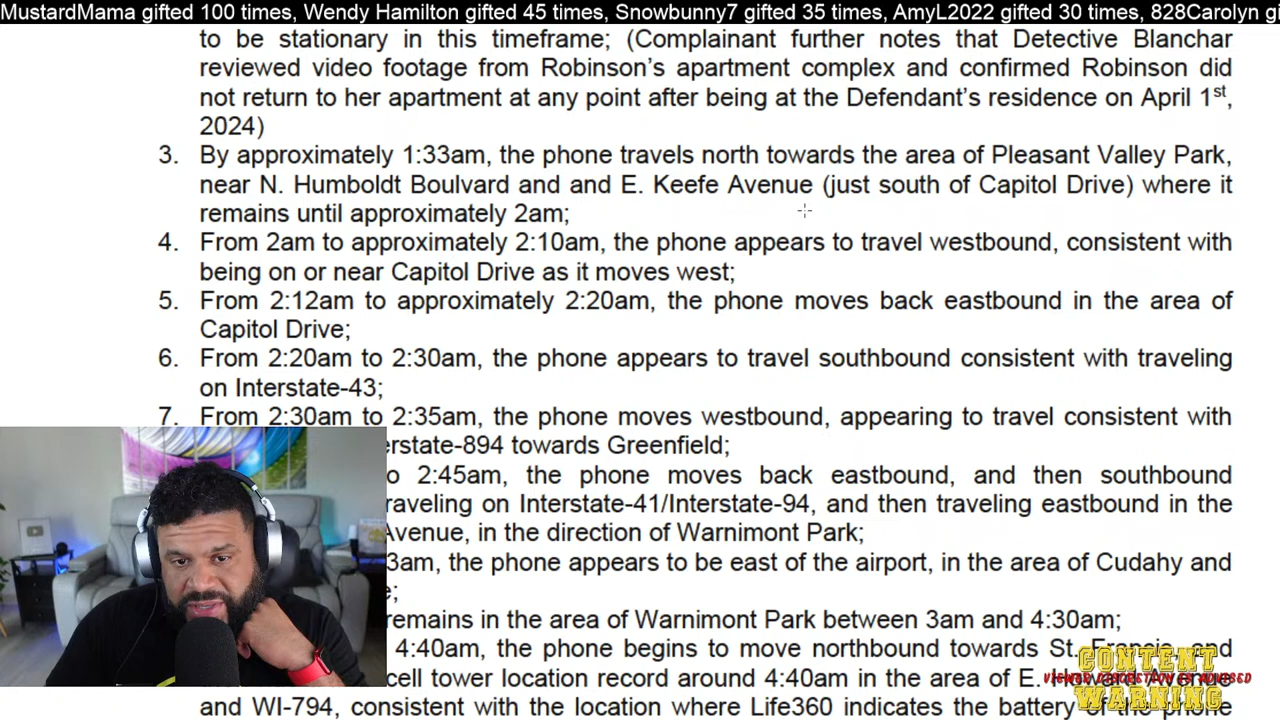 MustardMama gifted 100 times, Wendy Hamilton gifted 45 times, Snowbunny7 gifted 35 times, AmyL2022 gifted 30 times, 828Carolyn gi
to be stationary in this timeframe; (Complainant further notes that Detective Blanchar
reviewed video footage from Robinson's apartment complex and confirmed Robinson did
not return to her apartment at any point after being at the Defendant's residence on April 1st,
2024)
3. By approximately 1:33am, the phone travels north towards the area of Pleasant Valley Park,
near N. Humboldt Boulvard and and E. Keefe Avenue (just south of Capitol Drive) where it
remains until approximately 2am;
4. From 2am to approximately 2:10am, the phone appears to travel westbound, consistent with
being on or near Capitol Drive as it moves west;
5. From 2:12am to approximately 2:20am, the phone moves back eastbound in the area of
Capitol Drive;
6. From 2:20am to 2:30am, the phone appears to travel southbound consistent with traveling
on Interstate-43;
7. From 2:30am to 2:35am, the phone moves westbound, appearing to travel consistent with
erstate-894 towards Greenfield;
o 2:45am, the phone moves back eastbound, and then southbound
raveling on Interstate-41/Interstate-94, and then traveling eastbound in the
Avenue, in the direction of Warnimont Park;
3am, the phone appears to be east of the airport, in the area of Cudahy and
e;
remains in the area of Warnimont Park between 3am and 4:30am;
4:40am, the phone begins to move northbound towards St. Francis, and
cell tower location record around 4:40am in the area of E. Howard Avenue
and WI-794, consistent with the location where Life360 indicates the battery of the phone
CONTENT
VIEWER DISCRETION IS ADVISED
WARNING